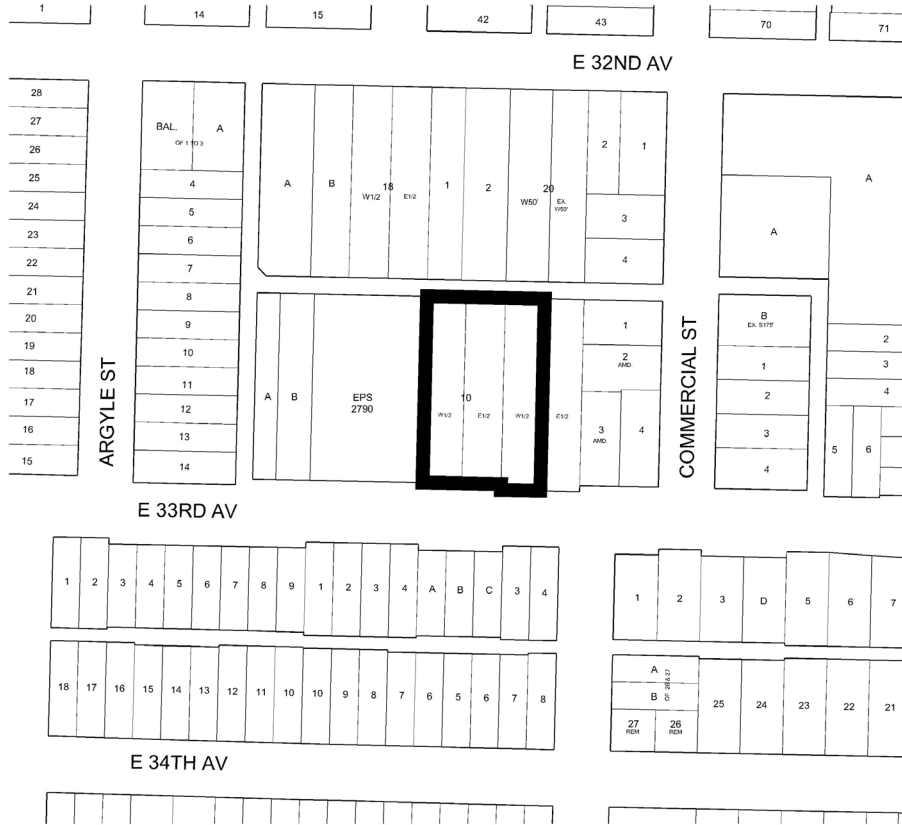 1
14
15
42
43
70
71
E 32ND AV
28
27
26
25
24
23
22
21
20
19
18
17
16
15
ARGYLE ST
BAL.
A
OF 1 TO 3
4
5
6
7
8
9
10
11
12
13
14
A
B
18
W1/2
E1/2
1
2
20
W50'
EX.
W50'
2
1
3
4
A
A
A
B
EPS
2790
10
W1/2
E1/2
W1/2
E1/2
1
2
AMD.
3
AMD.
4
COMMERCIAL ST
B
EX. S175'
1
2
3
4
2
3
4
5
6
E 33RD AV
1
2
3
4
5
6
7
8
9
1
2
3
4
A
B
C
3
4
1
2
3
D
5
6
7
18
17
16
15
14
13
12
11
10
10
9
8
7
6
5
6
7
8
A
B
OF 26 & 27
27
REM
26
REM
25
24
23
22
21
E 34TH AV